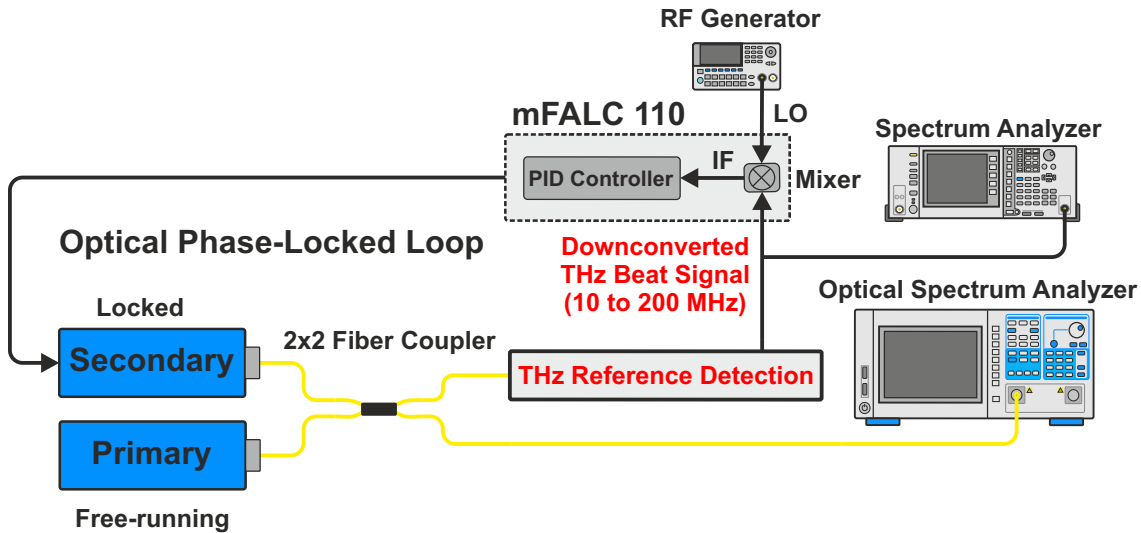 RF Generator
mFALC 110
LO
Spectrum Analyzer
IF
PID Controller
Mixer
Optical Phase-Locked Loop
Downconverted
THz Beat Signal
(10 to 200 MHz)
Optical Spectrum Analyzer
Locked
2x2 Fiber Coupler
Secondary
THz Reference Detection
Primary
Free-running